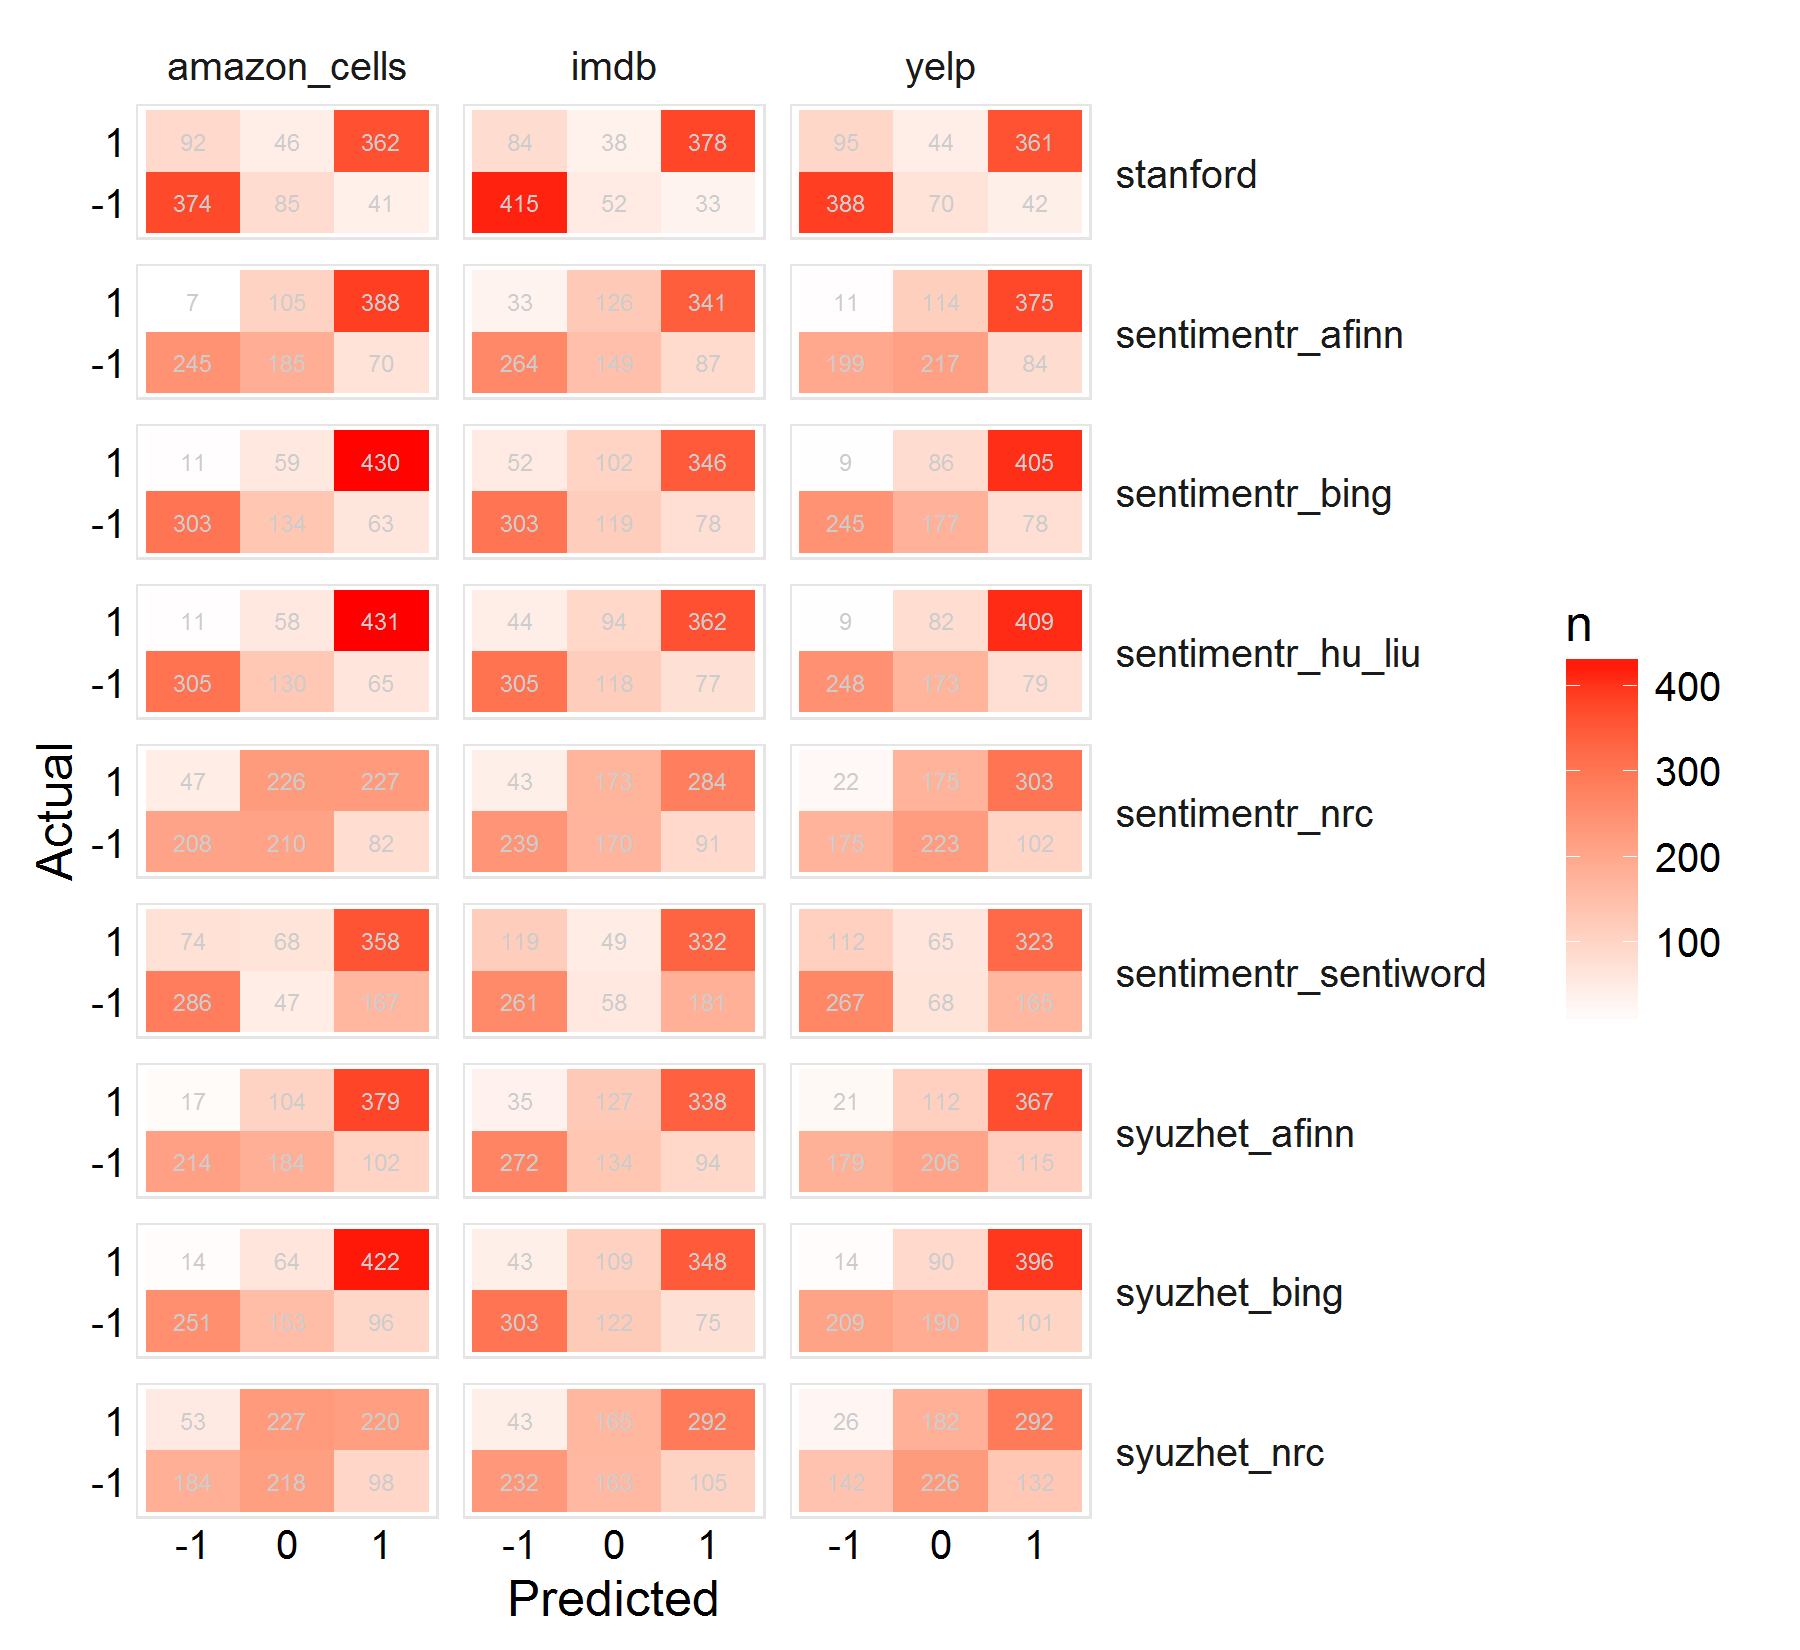 amazon_cells imdb yelp
1 92 46 362 84 38 378 95 44 361
stanford
-1 374 85 41 415 52 33 388 70 42
1 7 105 388 33 126 341 11 114 375
sentimentr_afinn
-1 245 185 70 264 149 87 199 217 84
1 11 59 430 52 102 346 9 86 405
sentimentr_bing
-1 303 134 63 303 119 78 245 177 78
1 11 58 431 44 94 362 9 82 409
sentimentr_hu_liu
-1 305 130 65 305 118 77 248 173 79
1 47 226 227 43 173 284 22 175 303
sentimentr_nrc
-1 208 210 82 239 170 91 175 223 102
1 74 68 358 119 49 332 112 65 323
sentimentr_sentiword
-1 286 47 167 261 58 181 267 68 165
1 17 104 379 35 127 338 21 112 367
syuzhet_afinn
-1 214 184 102 272 134 94 179 206 115
1 14 64 422 43 109 348 14 90 396
syuzhet_bing
-1 251 153 96 303 122 75 209 190 101
1 53 227 220 43 165 292 26 182 292
syuzhet_nrc
-1 184 218 98 232 163 105 142 226 132
-1 0 1 -1 0 1 -1 0 1
Predicted
Actual
n
400
300
200
100